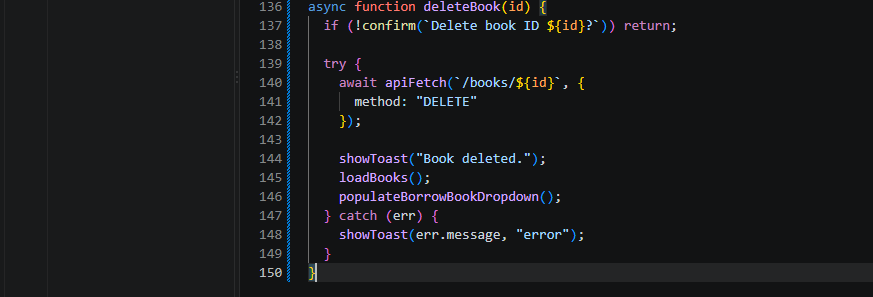 136 async function deleteBook(id) {
137 if (!confirm(`Delete book ID ${id}?`)) return;
138
139 try {
140 await apiFetch(`/books/${id}`, {
141 method: "DELETE"
142 });
143
144 showToast("Book deleted.");
145 loadBooks();
146 populateBorrowBookDropdown();
147 } catch (err) {
148 showToast(err.message, "error");
149 }
150 }